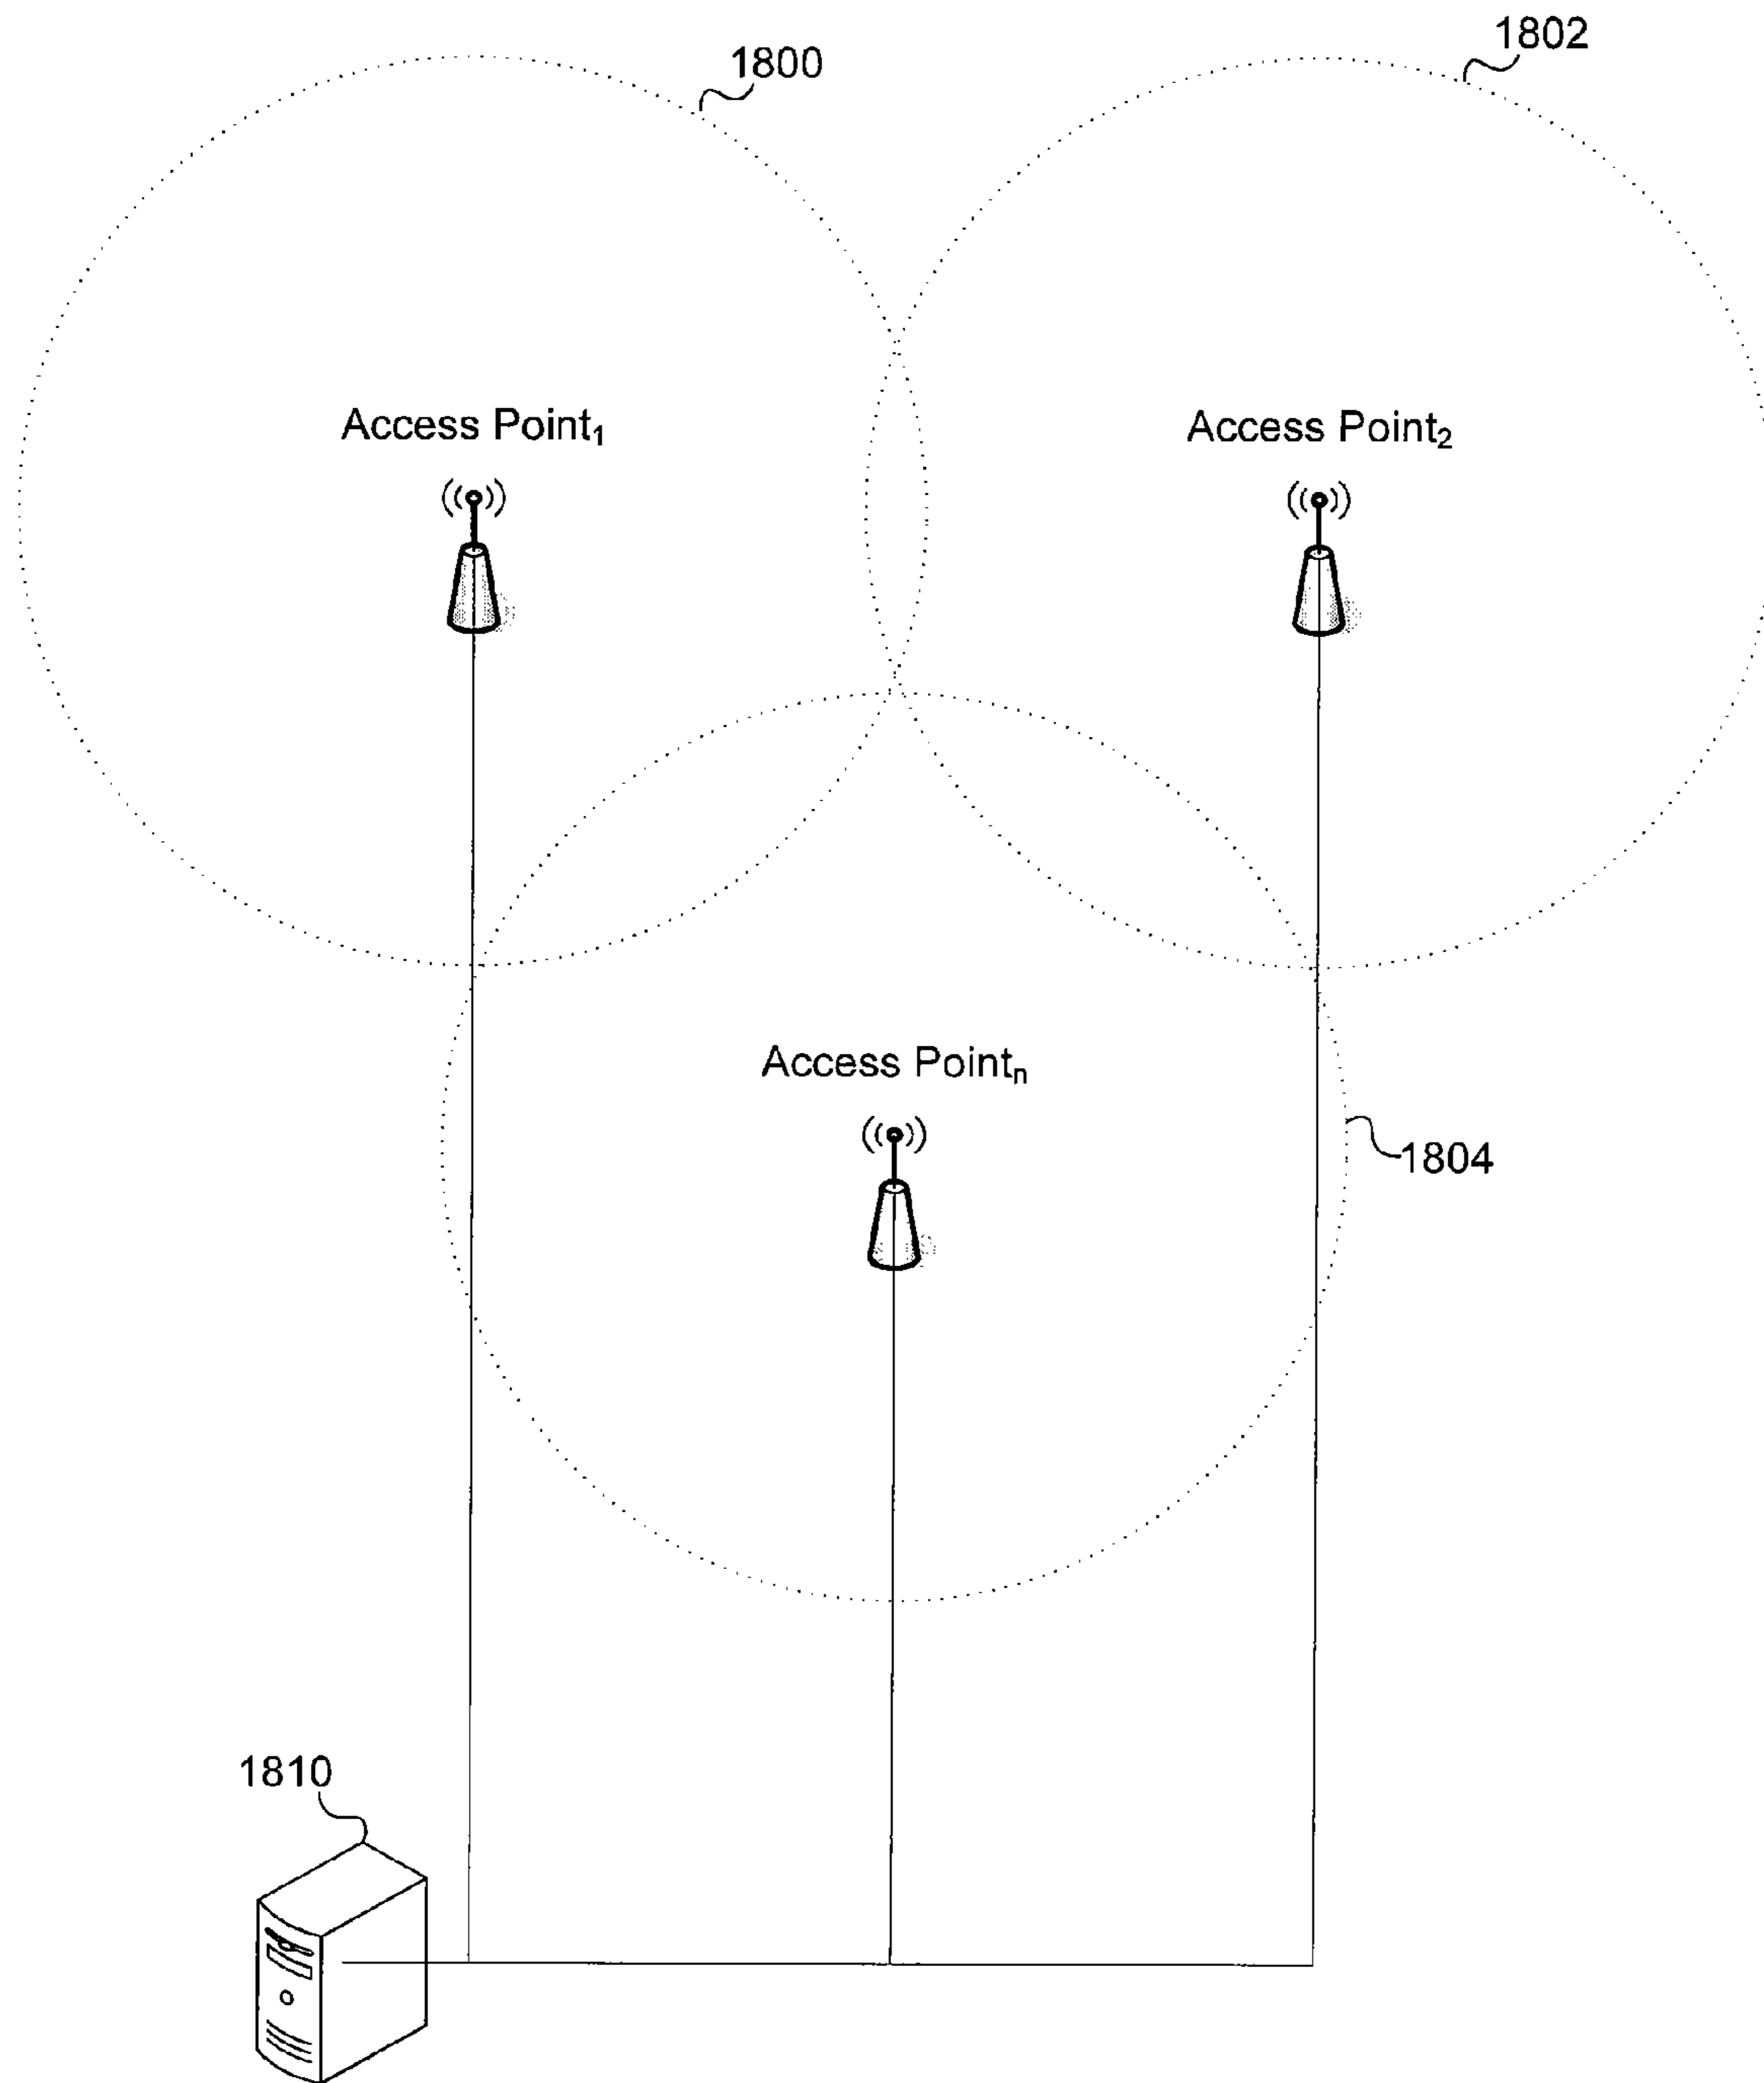 1802
1800
Access Point₁
Access Point₂
Access Pointₙ
1804
1810